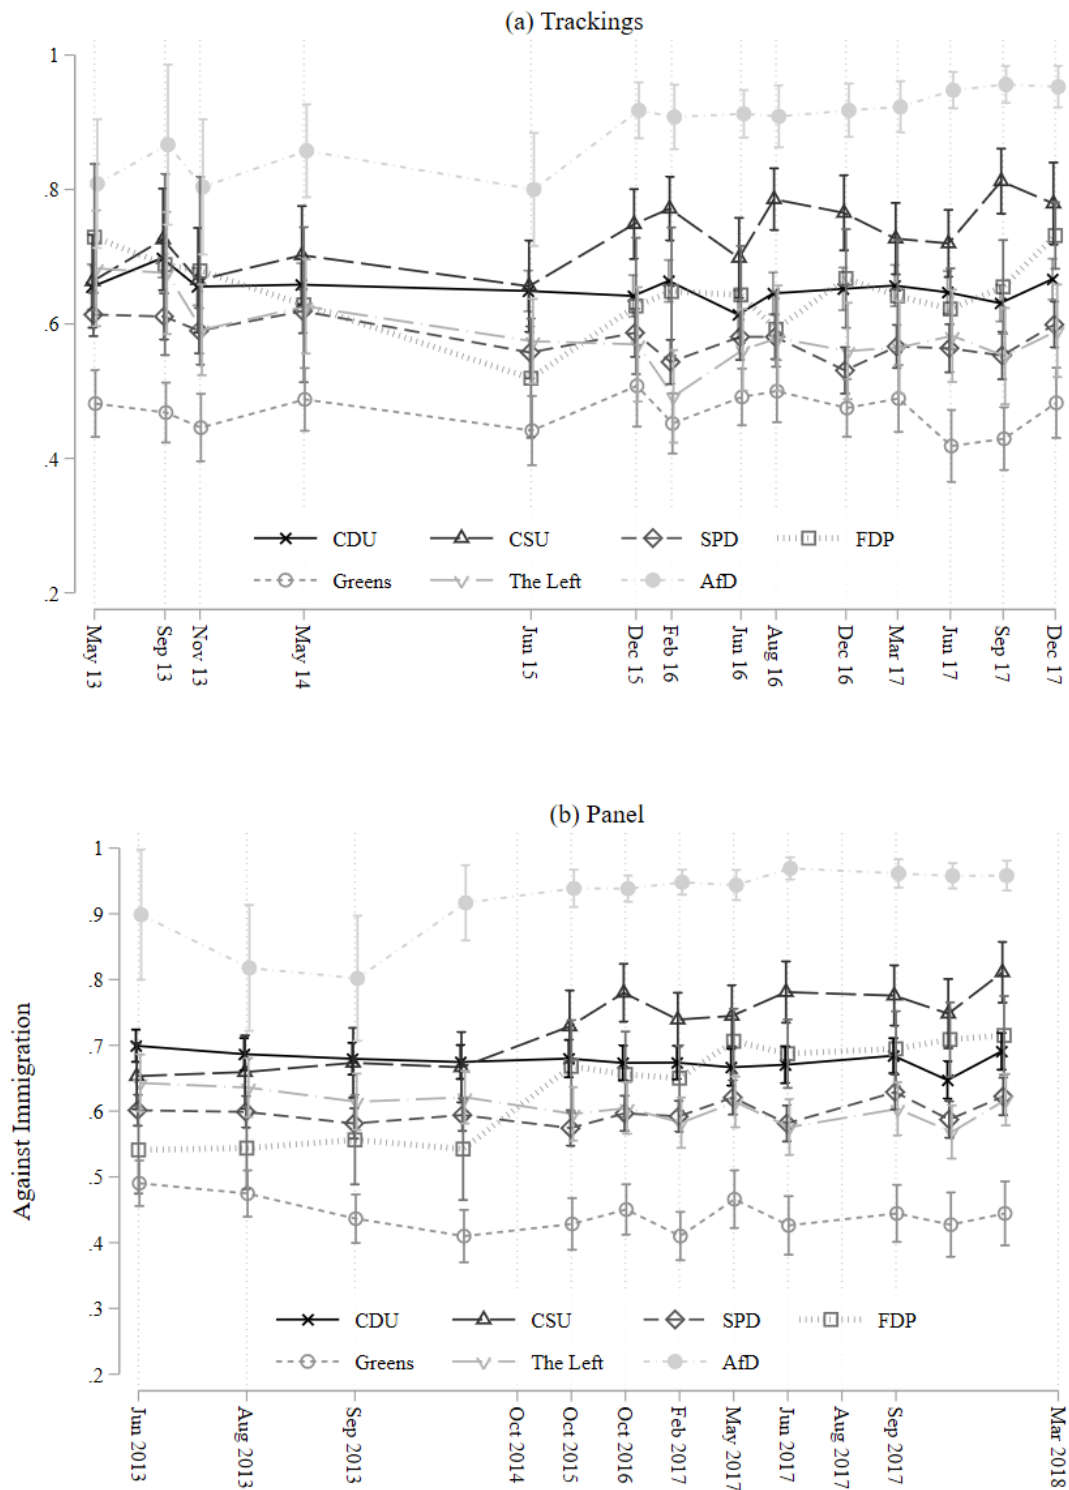 (a) Trackings
1
.8
.6
.4
.2
CDU CSU SPD FDP
Greens The Left AfD
May 13 Sep 13 Nov 13 May 14 Jun 15 Dec 15 Feb 16 Jun 16 Aug 16 Dec 16 Mar 17 Jun 17 Sep 17 Dec 17
(b) Panel
Against Immigration
1
.9
.8
.7
.6
.5
.4
.3
.2
CDU CSU SPD FDP
Greens The Left AfD
Jun 2013 Aug 2013 Sep 2013 Oct 2014 Oct 2015 Oct 2016 Feb 2017 May 2017 Jun 2017 Aug 2017 Sep 2017 Mar 2018